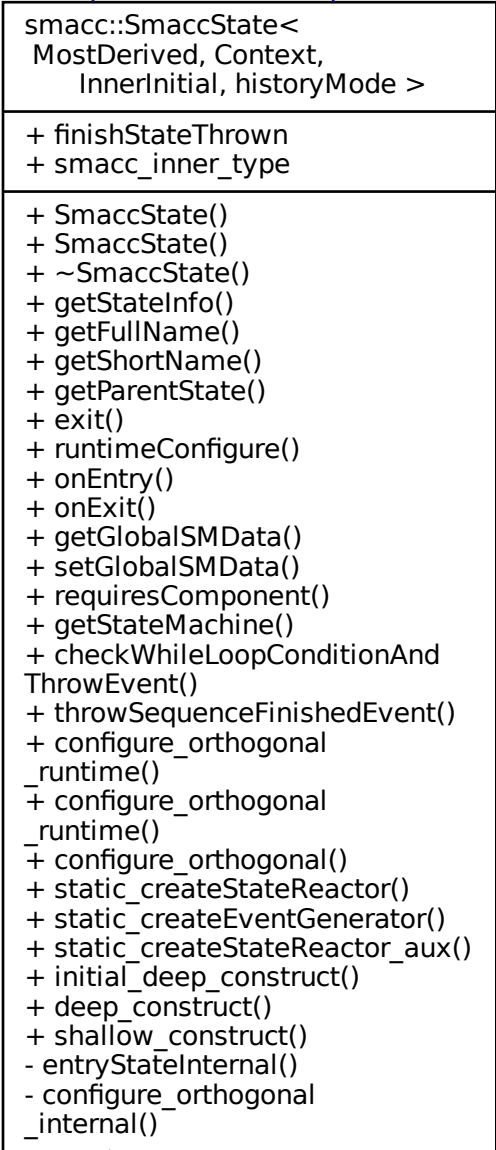 smacc::SmaccState<
MostDerived, Context,
InnerInitial, historyMode >
+ finishStateThrown
+ smacc_inner_type
+ SmaccState()
+ SmaccState()
+ ~SmaccState()
+ getStateInfo()
+ getFullName()
+ getShortName()
+ getParentState()
+ exit()
+ runtimeConfigure()
+ onEntry()
+ onExit()
+ getGlobalSMData()
+ setGlobalSMData()
+ requiresComponent()
+ getStateMachine()
+ checkWhileLoopConditionAnd
ThrowEvent()
+ throwSequenceFinishedEvent()
+ configure_orthogonal
_runtime()
+ configure_orthogonal
_runtime()
+ configure_orthogonal()
+ static_createStateReactor()
+ static_createEventGenerator()
+ static_createStateReactor_aux()
+ initial_deep_construct()
+ deep_construct()
+ shallow_construct()
- entryStateInternal()
- configure_orthogonal
_internal()